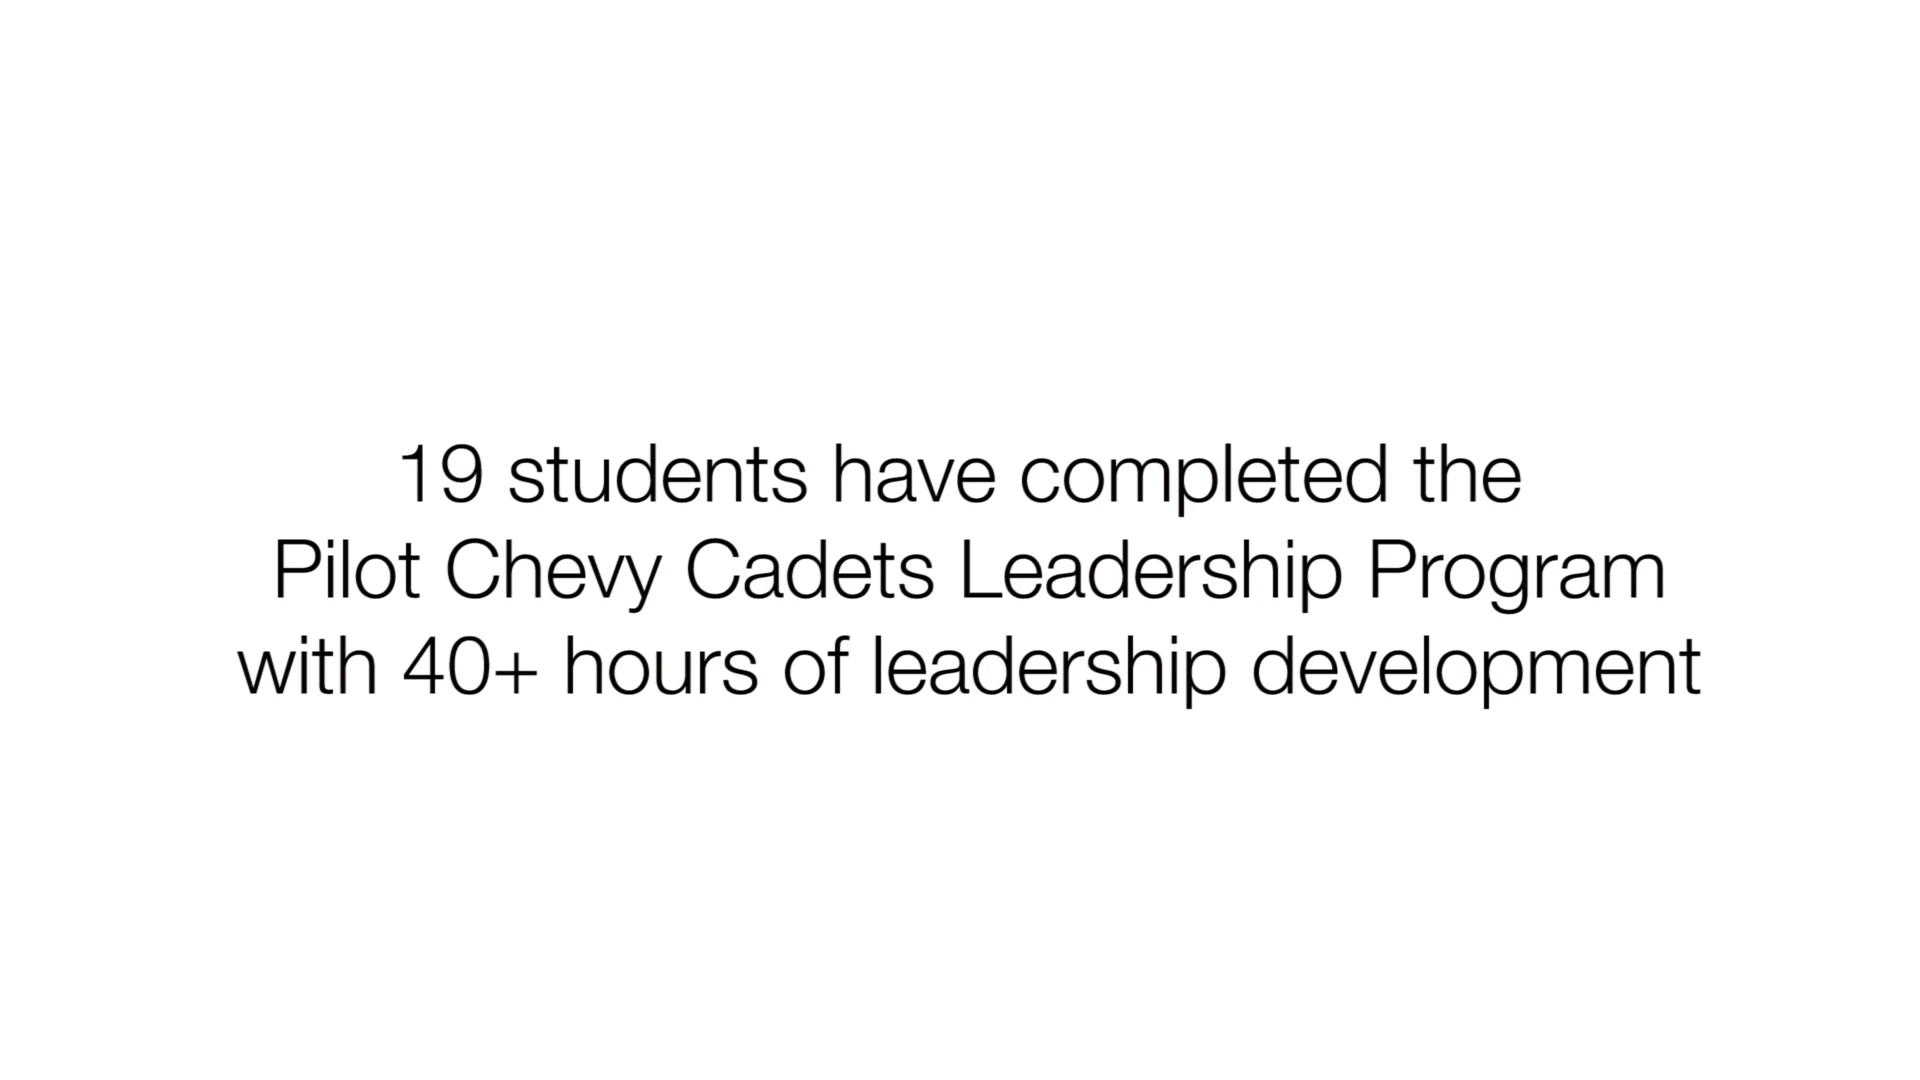 19 students have completed the
Pilot Chevy Cadets Leadership Program
with 40+ hours of leadership development